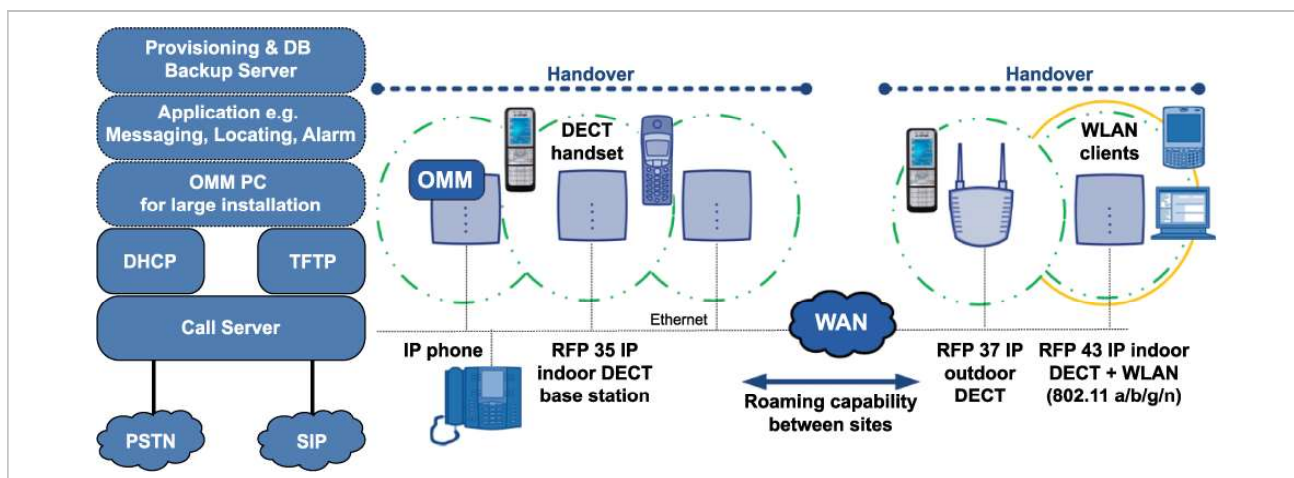 Provisioning & DB
Backup Server
Application e.g.
Messaging, Locating, Alarm
OMM PC
for large installation
DHCP
TFTP
Call Server
PSTN
SIP
Handover
DECT
handset
OMM
Ethernet
IP phone
RFP 35 IP
indoor DECT
base station
WAN
Roaming capability
between sites
Handover
WLAN
clients
RFP 37 IP
outdoor
DECT
RFP 43 IP indoor
DECT + WLAN
(802.11 a/b/g/n)